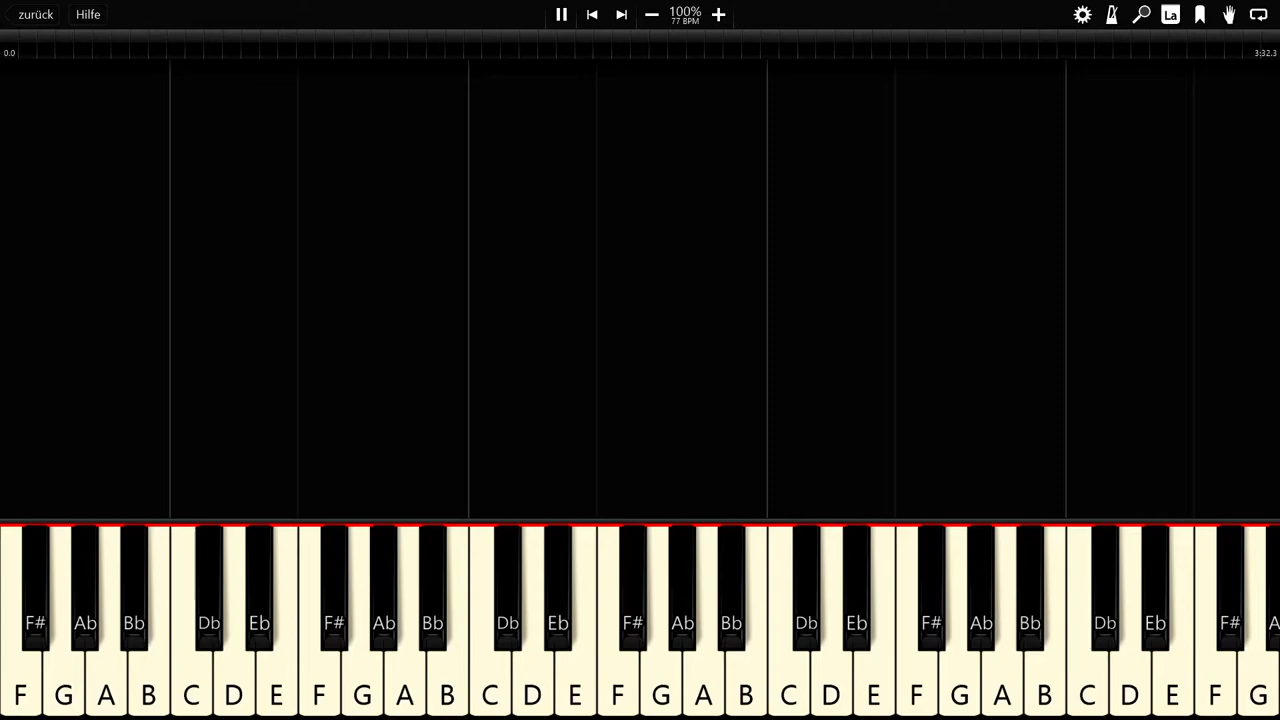 zurück Hilfe 100% La
77 BPM
0.0 3:32.3
F# Ab Bb Db Eb F# Ab Bb Db Eb F# Ab Bb Db Eb F# Ab Bb Db Eb F# A
F G A B C D E F G A B C D E F G A B C D E F G A B C D E F G